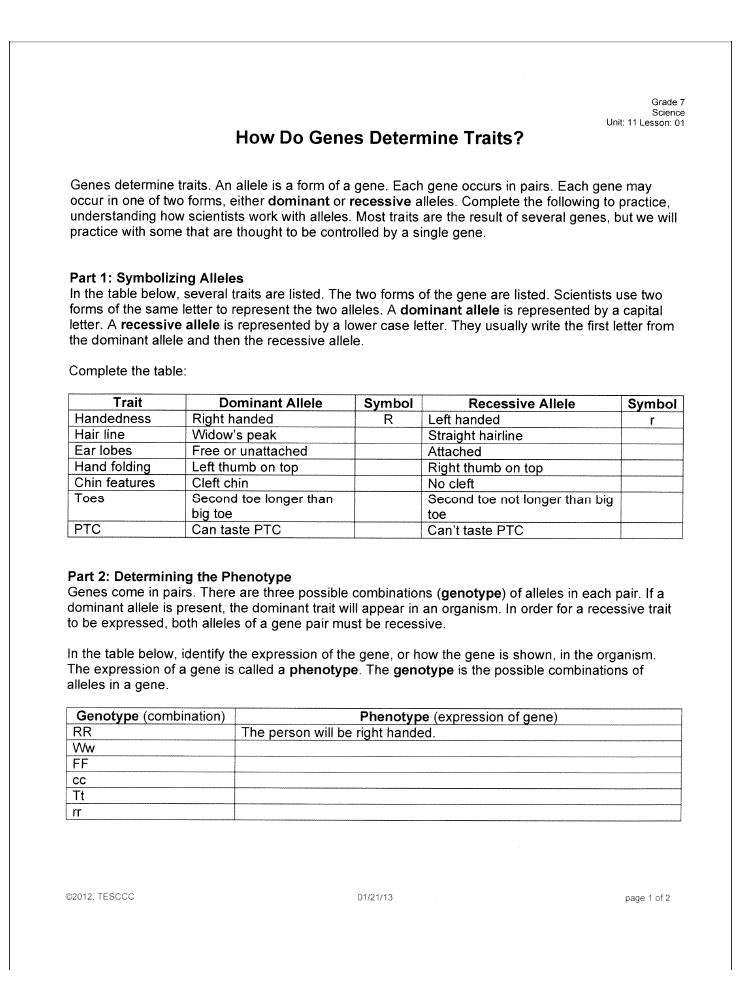 Grade 7
Science
Unit: 11 Lesson: 01
How Do Genes Determine Traits?
Genes determine traits. An allele is a form of a gene. Each gene occurs in pairs. Each gene may
occur in one of two forms, either dominant or recessive alleles. Complete the following to practice,
understanding how scientists work with alleles. Most traits are the result of several genes, but we will
practice with some that are thought to be controlled by a single gene.
Part 1: Symbolizing Alleles
In the table below, several traits are listed. The two forms of the gene are listed. Scientists use two
forms of the same letter to represent the two alleles. A dominant allele is represented by a capital
letter. A recessive allele is represented by a lower case letter. They usually write the first letter from
the dominant allele and then the recessive allele.
Complete the table:
Trait Dominant Allele Symbol Recessive Allele Symbol
Handedness Right handed R Left handed r
Hair line Widow's peak Straight hairline
Ear lobes Free or unattached Attached
Hand folding Left thumb on top Right thumb on top
Chin features Cleft chin No cleft
Toes Second toe longer than Second toe not longer than big
big toe toe
PTC Can taste PTC Can't taste PTC
Part 2: Determining the Phenotype
Genes come in pairs. There are three possible combinations (genotype) of alleles in each pair. If a
dominant allele is present, the dominant trait will appear in an organism. In order for a recessive trait
to be expressed, both alleles of a gene pair must be recessive.
In the table below, identify the expression of the gene, or how the gene is shown, in the organism.
The expression of a gene is called a phenotype. The genotype is the possible combinations of
alleles in a gene.
Genotype (combination) Phenotype (expression of gene)
RR The person will be right handed.
Ww
FF
cc
Tt
rr
©2012, TESCCC 01/21/13 page 1 of 2